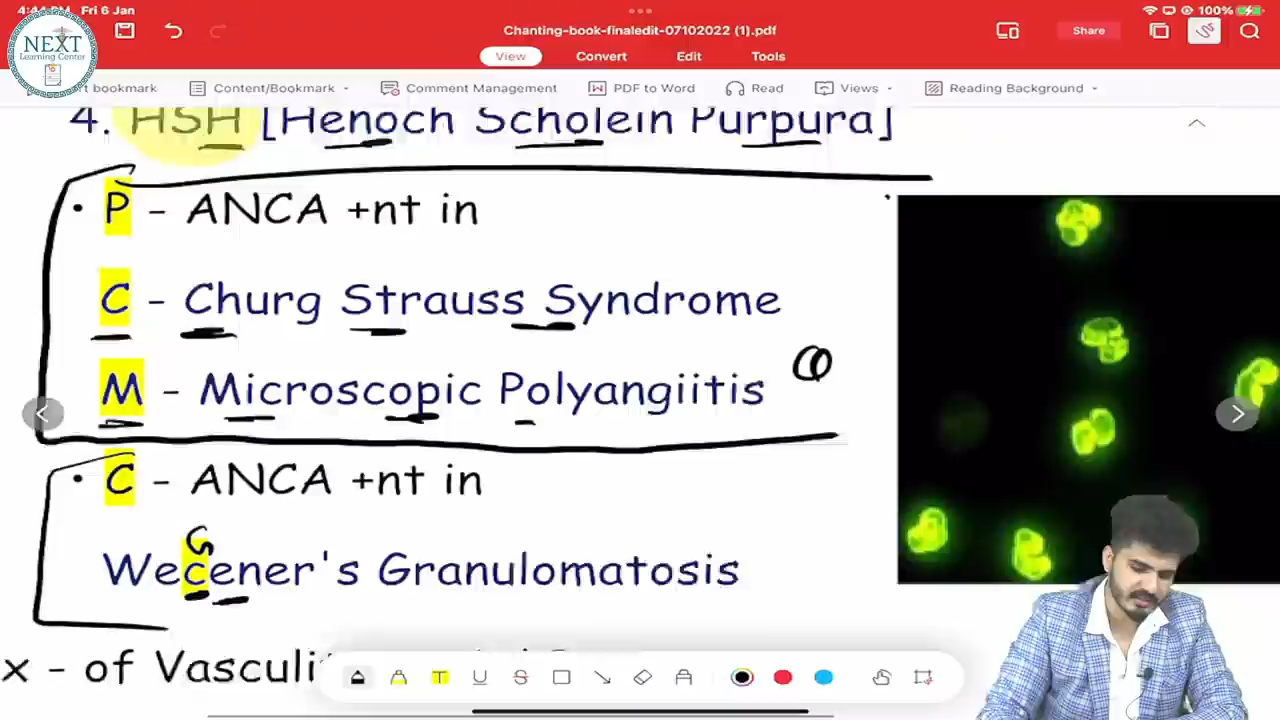 4:44 PM Fri 6 Jan
100%
NEXT
Learning Center
Chanting-book-finaledit-07102022 (1).pdf
Share
View Convert Edit Tools
bookmark Content/Bookmark Comment Management PDF to Word Read Views Reading Background
4. HSH [Henoch Scholein Purpura]
• P - ANCA +nt in
C - Churg Strauss Syndrome
M - Microscopic Polyangiitis
• C - ANCA +nt in
G
Wecener's Granulomatosis
x - of Vasculi